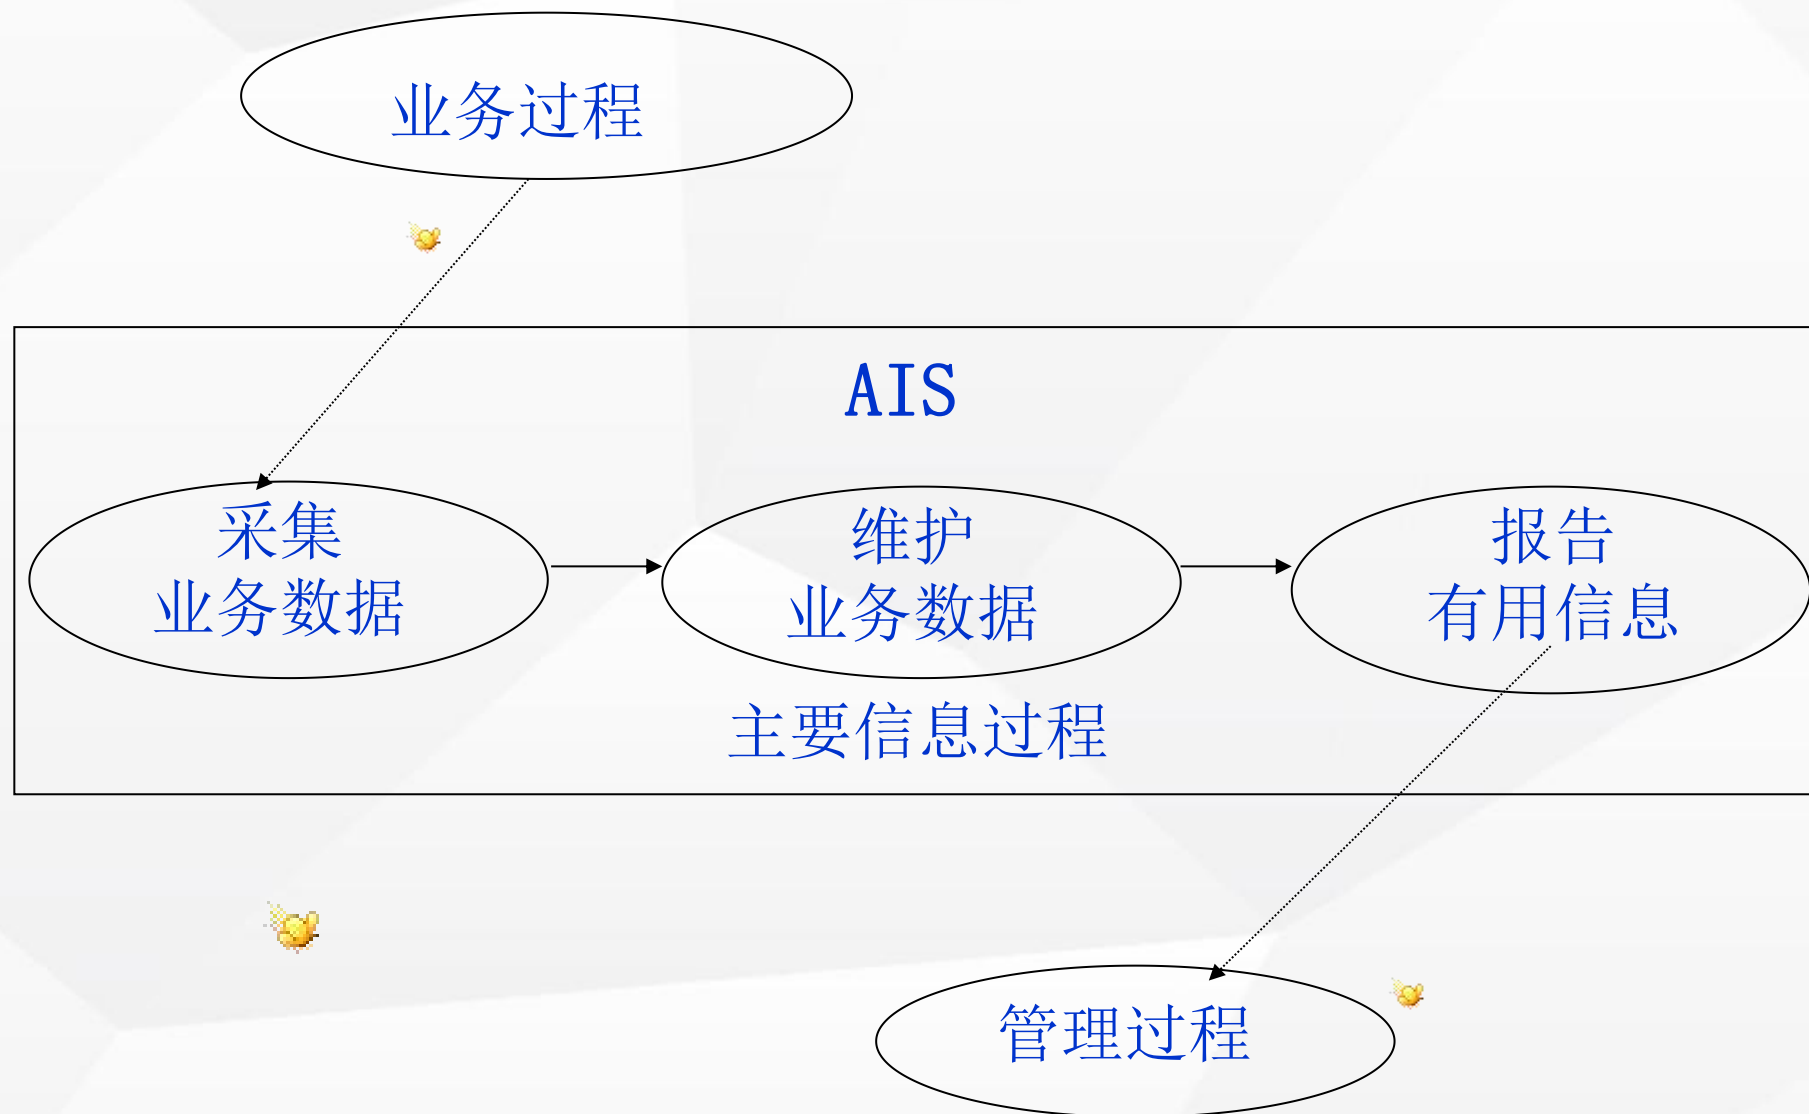 业务过程
AIS
采集
业务数据
维护
业务数据
报告
有用信息
主要信息过程
管理过程